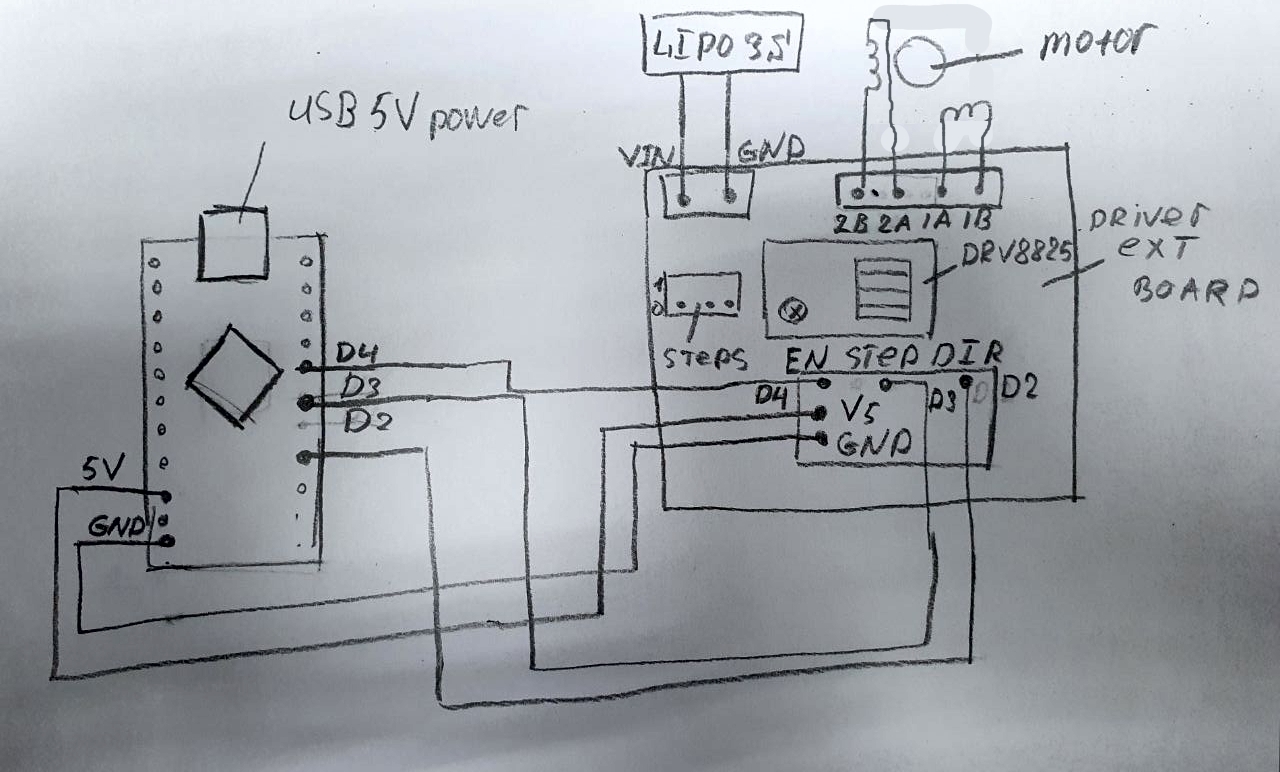 LIPO 3S
motor
USB 5V power
VIN
GND
2B 2A 1A 1B
DRIVER
EXT
BOARD
DRV8825
1
0
STEPS
EN STEP DIR
D4
D3
D2
D4
V5
GND
D3
D2
5V
GND